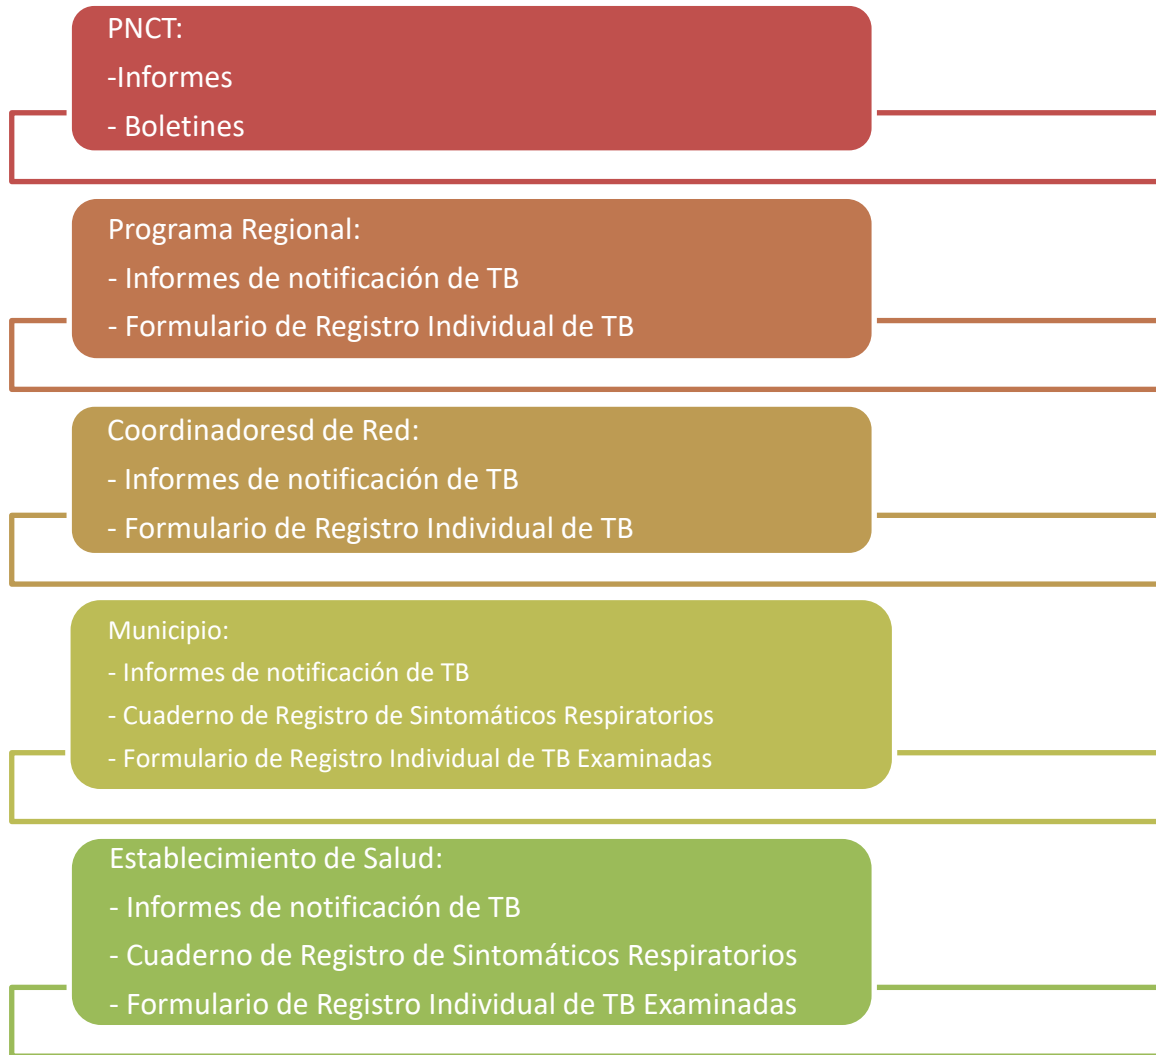 PNCT:
-Informes
- Boletines
Programa Regional:
- Informes de notificación de TB
- Formulario de Registro Individual de TB
Coordinadoresd de Red:
- Informes de notificación de TB
- Formulario de Registro Individual de TB
Municipio:
- Informes de notificación de TB
- Cuaderno de Registro de Sintomáticos Respiratorios
- Formulario de Registro Individual de TB Examinadas
Establecimiento de Salud:
- Informes de notificación de TB
- Cuaderno de Registro de Sintomáticos Respiratorios
- Formulario de Registro Individual de TB Examinadas